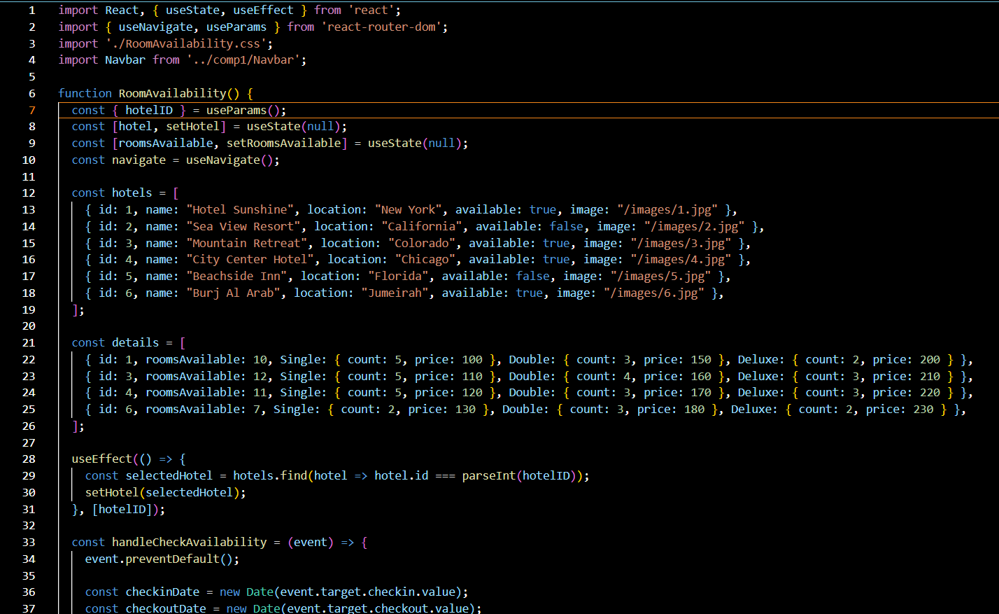 1 import React, { useState, useEffect } from 'react';
2 import { useNavigate, useParams } from 'react-router-dom';
3 import './RoomAvailability.css';
4 import Navbar from '../comp1/Navbar';
5
6 function RoomAvailability() {
7   const { hotelID } = useParams();
8   const [hotel, setHotel] = useState(null);
9   const [roomsAvailable, setRoomsAvailable] = useState(null);
10   const navigate = useNavigate();
11
12   const hotels = [
13     { id: 1, name: "Hotel Sunshine", location: "New York", available: true, image: "/images/1.jpg" },
14     { id: 2, name: "Sea View Resort", location: "California", available: false, image: "/images/2.jpg" },
15     { id: 3, name: "Mountain Retreat", location: "Colorado", available: true, image: "/images/3.jpg" },
16     { id: 4, name: "City Center Hotel", location: "Chicago", available: true, image: "/images/4.jpg" },
17     { id: 5, name: "Beachside Inn", location: "Florida", available: false, image: "/images/5.jpg" },
18     { id: 6, name: "Burj Al Arab", location: "Jumeirah", available: true, image: "/images/6.jpg" },
19   ];
20
21   const details = [
22     { id: 1, roomsAvailable: 10, Single: { count: 5, price: 100 }, Double: { count: 3, price: 150 }, Deluxe: { count: 2, price: 200 } },
23     { id: 3, roomsAvailable: 12, Single: { count: 5, price: 110 }, Double: { count: 4, price: 160 }, Deluxe: { count: 3, price: 210 } },
24     { id: 4, roomsAvailable: 11, Single: { count: 5, price: 120 }, Double: { count: 3, price: 170 }, Deluxe: { count: 3, price: 220 } },
25     { id: 6, roomsAvailable: 7, Single: { count: 2, price: 130 }, Double: { count: 3, price: 180 }, Deluxe: { count: 2, price: 230 } },
26   ];
27
28   useEffect(() => {
29     const selectedHotel = hotels.find(hotel => hotel.id === parseInt(hotelID));
30     setHotel(selectedHotel);
31   }, [hotelID]);
32
33   const handleCheckAvailability = (event) => {
34     event.preventDefault();
35
36     const checkinDate = new Date(event.target.checkin.value);
37     const checkoutDate = new Date(event.target.checkout.value);